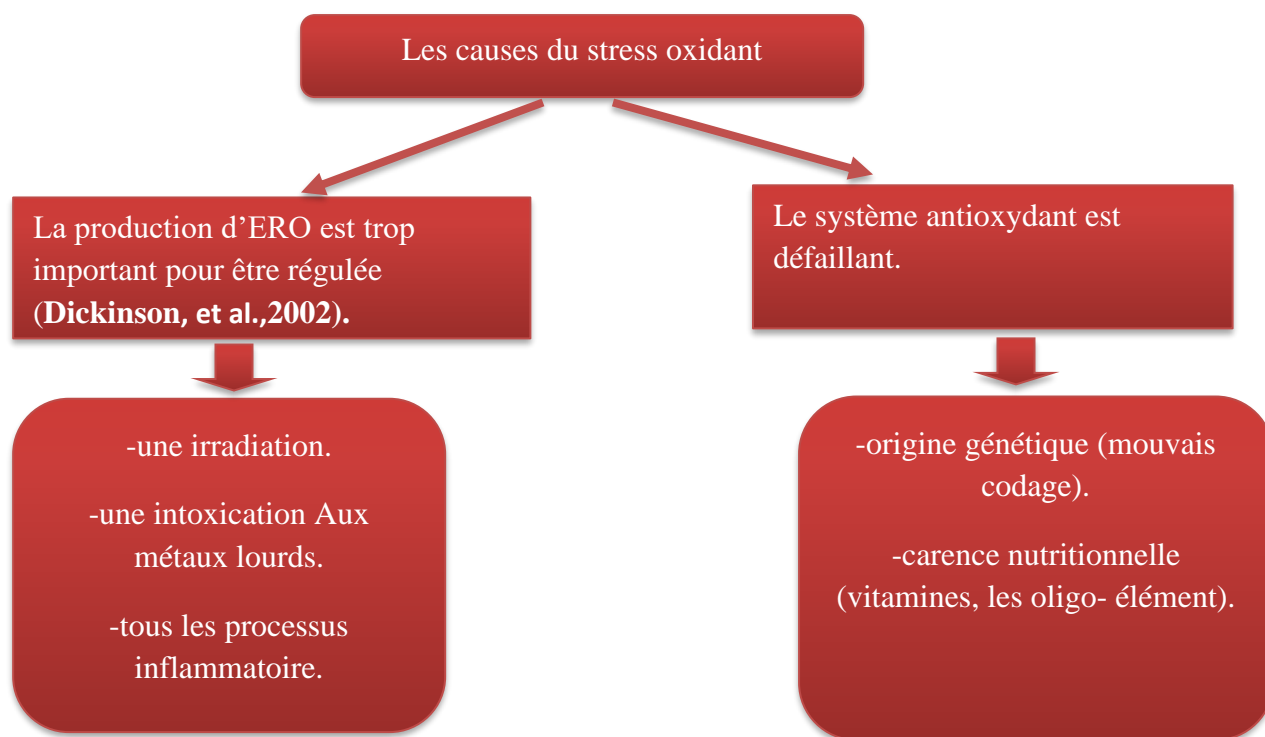 Les causes du stress oxidant
La production d’ERO est trop
important pour être régulée
(Dickinson, et al.,2002).
Le système antioxydant est
défaillant.
-une irradiation.
-une intoxication Aux
métaux lourds.
-tous les processus
inflammatoire.
-origine génétique (mouvais
codage).
-carence nutritionnelle
(vitamines, les oligo- élément).